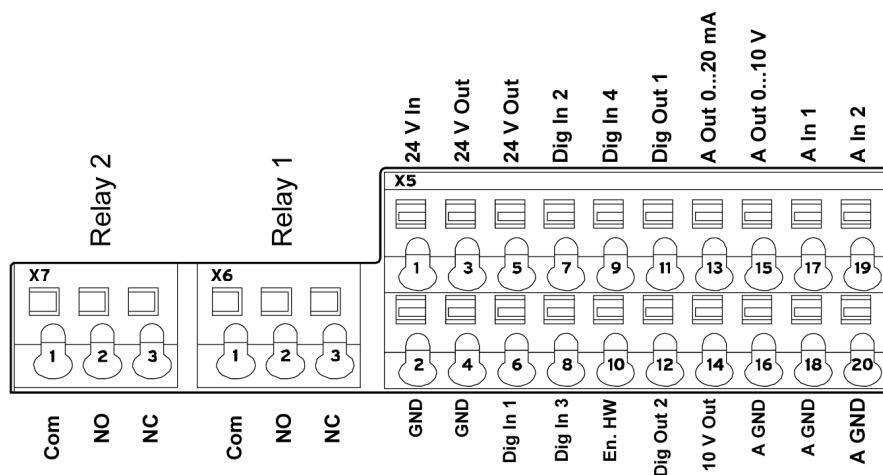 24 V In
24 V Out
24 V Out
Dig In 2
Dig In 4
Dig Out 1
A Out 0...20 mA
A Out 0...10 V
A In 1
A In 2
Relay 2
Relay 1
X5
1 3 5 7 9 11 13 15 17 19
X7
X6
1 2 3
1 2 3
2 4 6 8 10 12 14 16 18 20
Com
NO
NC
Com
NO
NC
GND
GND
Dig In 1
Dig In 3
En. HW
Dig Out 2
10 V Out
A GND
A GND
A GND